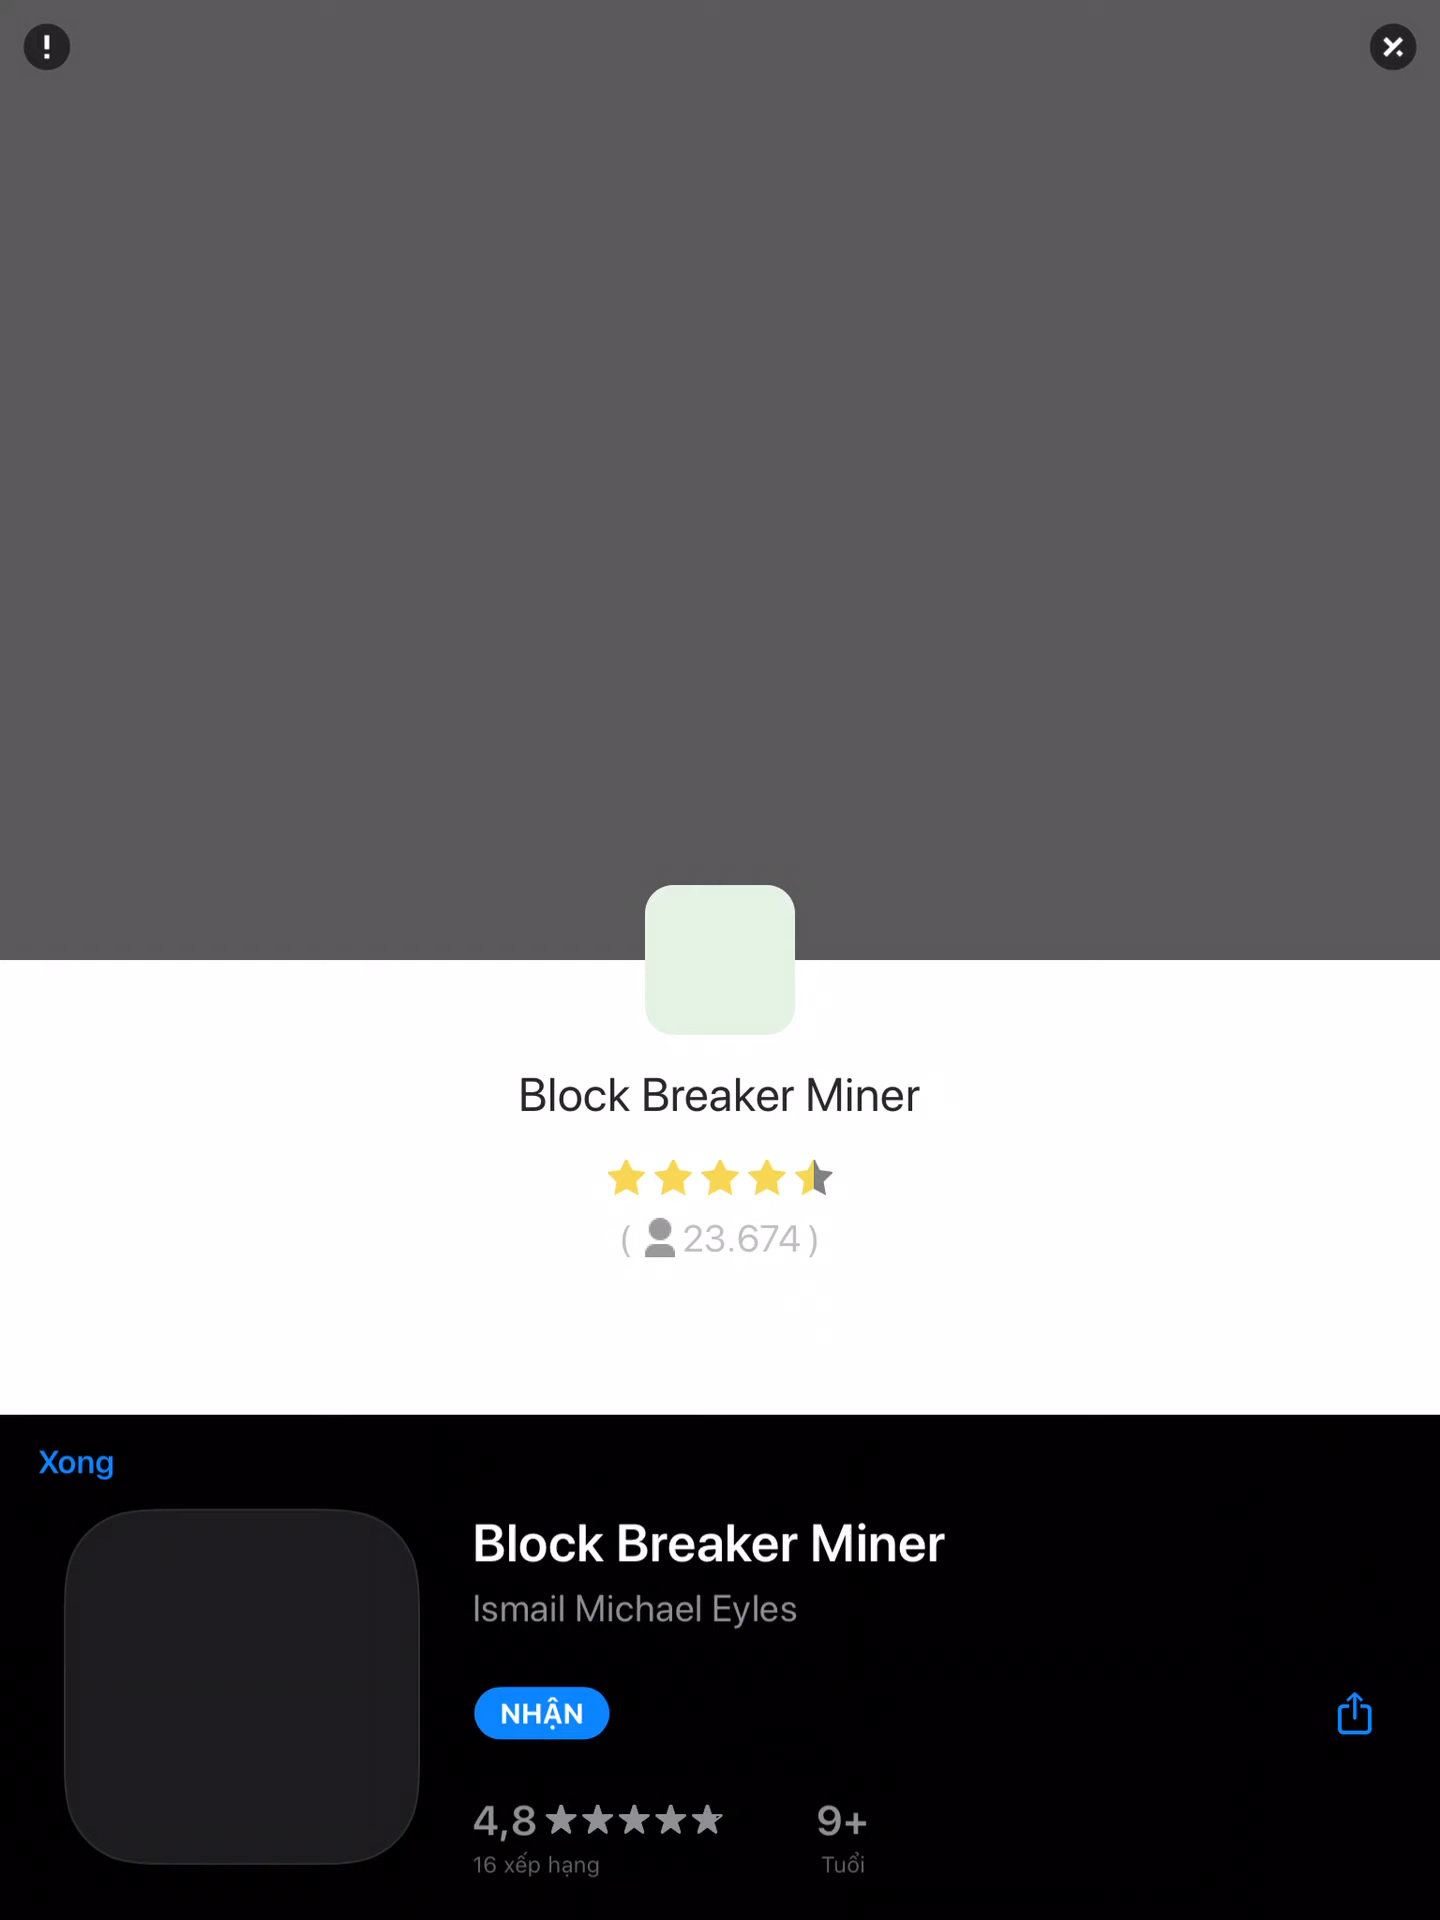 Block Breaker Miner
( 23.674 )
Xong
Block Breaker Miner
Ismail Michael Eyles
NHẬN
4,8 9+
16 xếp hạng Tuổi